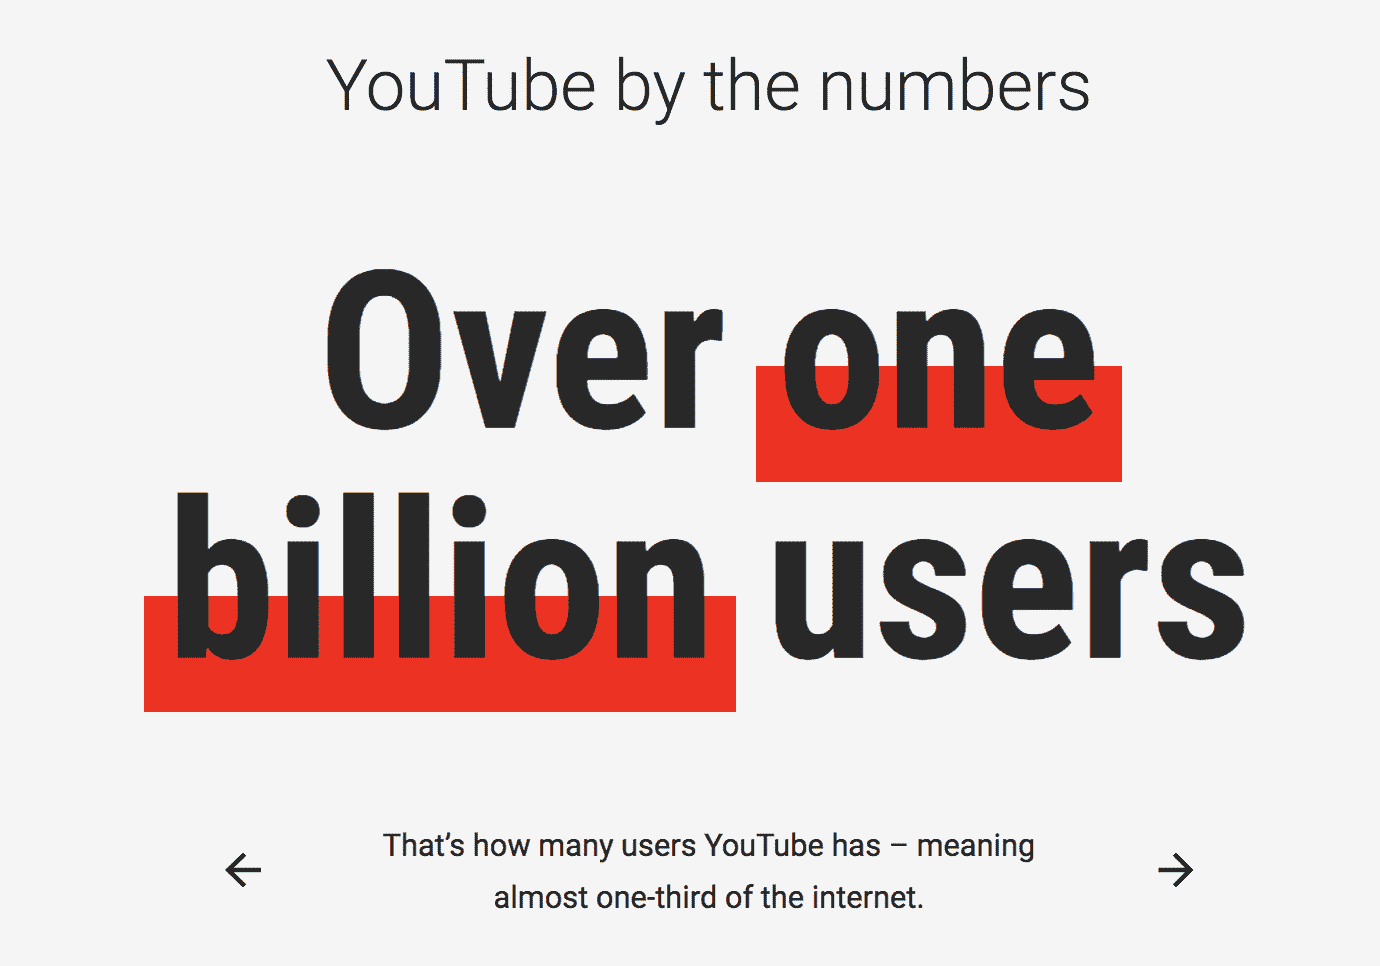 YouTube by the numbers
Over one
billion users
That’s how many users YouTube has – meaning
almost one-third of the internet.